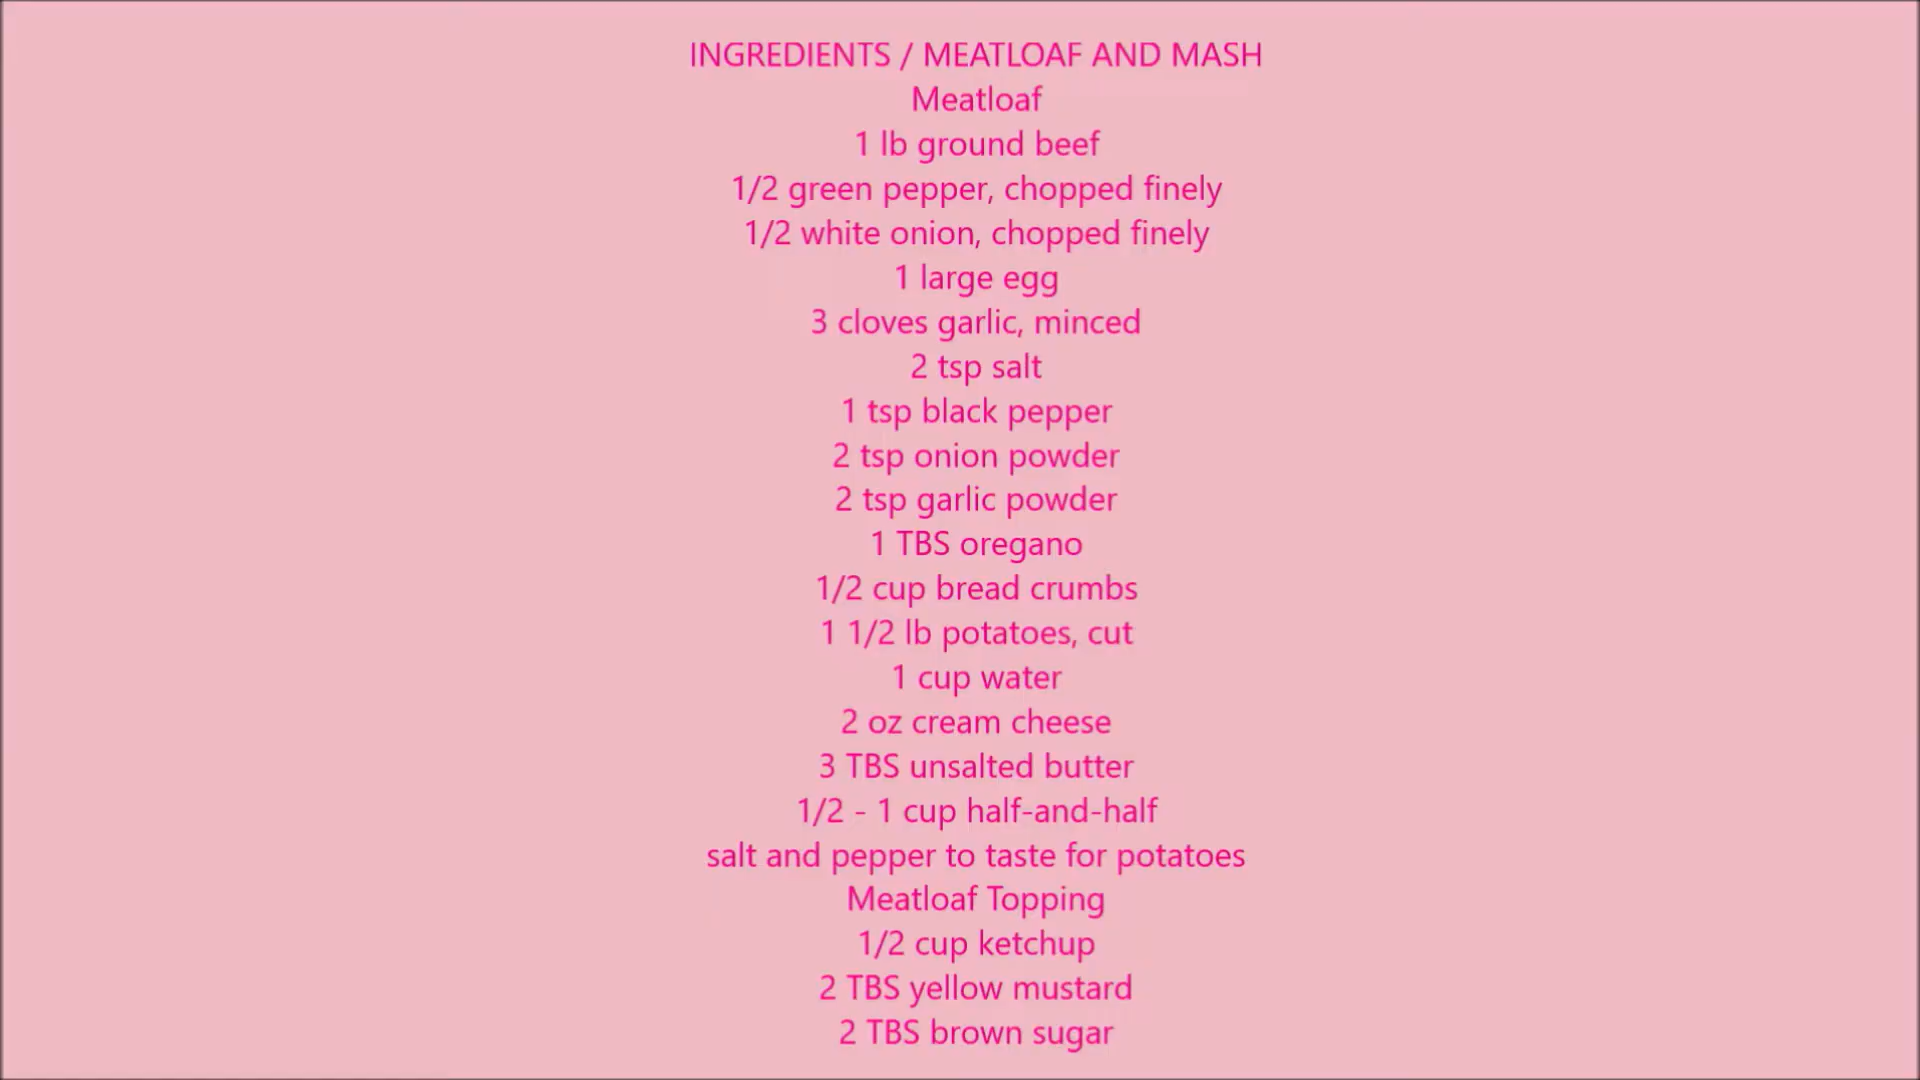 INGREDIENTS / MEATLOAF AND MASH
Meatloaf
1 lb ground beef
1/2 green pepper, chopped finely
1/2 white onion, chopped finely
1 large egg
3 cloves garlic, minced
2 tsp salt
1 tsp black pepper
2 tsp onion powder
2 tsp garlic powder
1 TBS oregano
1/2 cup bread crumbs
1 1/2 lb potatoes, cut
1 cup water
2 oz cream cheese
3 TBS unsalted butter
1/2 - 1 cup half-and-half
salt and pepper to taste for potatoes
Meatloaf Topping
1/2 cup ketchup
2 TBS yellow mustard
2 TBS brown sugar